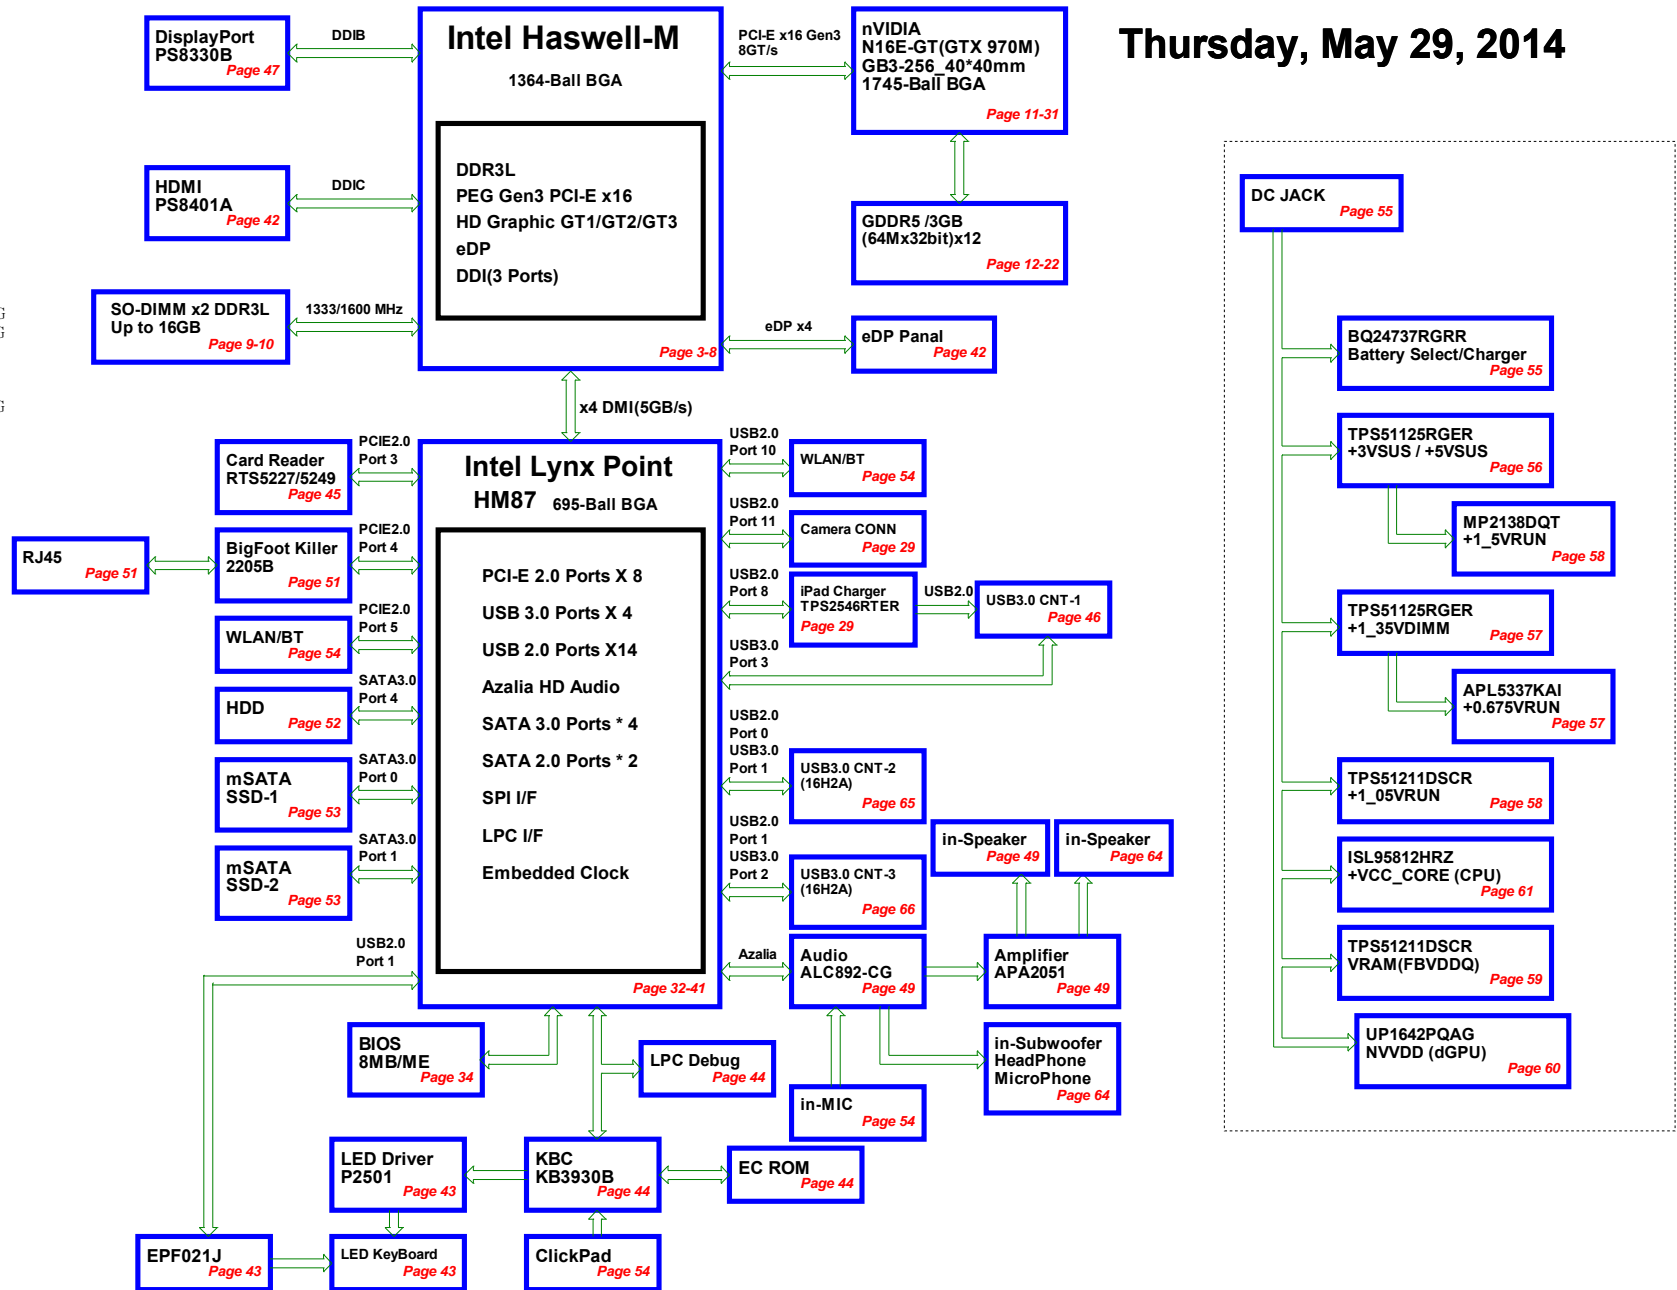 Thursday, May 29, 2014
DisplayPort
PS8330B
Page 47
DDIB
Intel Haswell-M
1364-Ball BGA
DDR3L
PEG Gen3 PCI-E x16
HD Graphic GT1/GT2/GT3
eDP
DDI(3 Ports)
Page 3-8
PCI-E x16 Gen3
8GT/s
nVIDIA
N16E-GT(GTX 970M)
GB3-256_40*40mm
1745-Ball BGA
Page 11-31
HDMI
PS8401A
Page 42
DDIC
GDDR5 /3GB
(64Mx32bit)x12
Page 12-22
SO-DIMM x2 DDR3L
Up to 16GB
Page 9-10
1333/1600 MHz
eDP x4
eDP Panal
Page 42
x4 DMI(5GB/s)
Intel Lynx Point
HM87 695-Ball BGA
PCI-E 2.0 Ports X 8
USB 3.0 Ports X 4
USB 2.0 Ports X14
Azalia HD Audio
SATA 3.0 Ports * 4
SATA 2.0 Ports * 2
SPI I/F
LPC I/F
Embedded Clock
Page 32-41
Card Reader
RTS5227/5249
Page 45
PCIE2.0
Port 3
RJ45
Page 51
BigFoot Killer
2205B
Page 51
PCIE2.0
Port 4
WLAN/BT
Page 54
PCIE2.0
Port 5
HDD
Page 52
SATA3.0
Port 4
mSATA
SSD-1
Page 53
SATA3.0
Port 0
mSATA
SSD-2
Page 53
SATA3.0
Port 1
USB2.0
Port 1
USB2.0
Port 10
WLAN/BT
Page 54
USB2.0
Port 11
Camera CONN
Page 29
USB2.0
Port 8
iPad Charger
TPS2546RTER
Page 29
USB2.0
USB3.0 CNT-1
Page 46
USB3.0
Port 3
USB2.0
Port 0
USB3.0
Port 1
USB3.0 CNT-2
(16H2A)
Page 65
USB2.0
Port 1
USB3.0
Port 2
USB3.0 CNT-3
(16H2A)
Page 66
in-Speaker
Page 49
in-Speaker
Page 64
Azalia
Audio
ALC892-CG
Page 49
Amplifier
APA2051
Page 49
in-Subwoofer
HeadPhone
MicroPhone
Page 64
in-MIC
Page 54
BIOS
8MB/ME
Page 34
LPC Debug
Page 44
LED Driver
P2501
Page 43
KBC
KB3930B
Page 44
EC ROM
Page 44
EPF021J
Page 43
LED KeyBoard
Page 43
ClickPad
Page 54
DC JACK
Page 55
BQ24737RGRR
Battery Select/Charger
Page 55
TPS51125RGER
+3VSUS / +5VSUS
Page 56
MP2138DQT
+1_5VRUN
Page 58
TPS51125RGER
+1_35VDIMM
Page 57
APL5337KAI
+0.675VRUN
Page 57
TPS51211DSCR
+1_05VRUN
Page 58
ISL95812HRZ
+VCC_CORE (CPU)
Page 61
TPS51211DSCR
VRAM(FBVDDQ)
Page 59
UP1642PQAG
NVVDD (dGPU)
Page 60